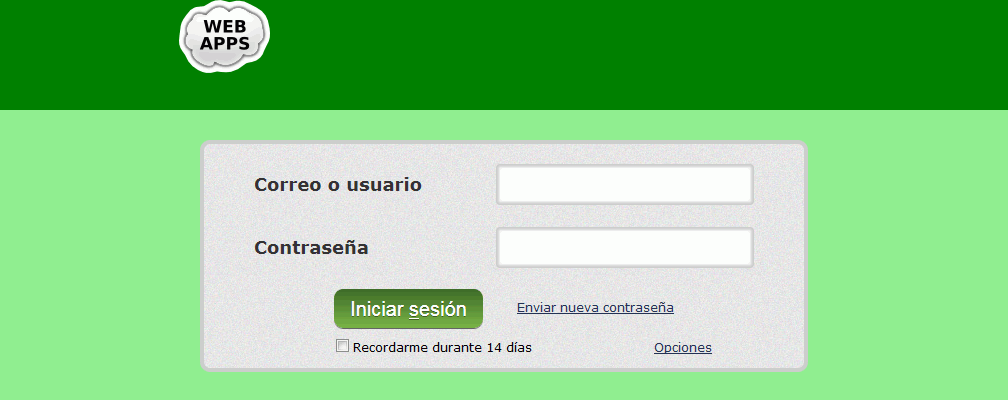 WEB
APPS
Correo o usuario
Contraseña
Iniciar sesión
Enviar nueva contraseña
Recordarme durante 14 días
Opciones